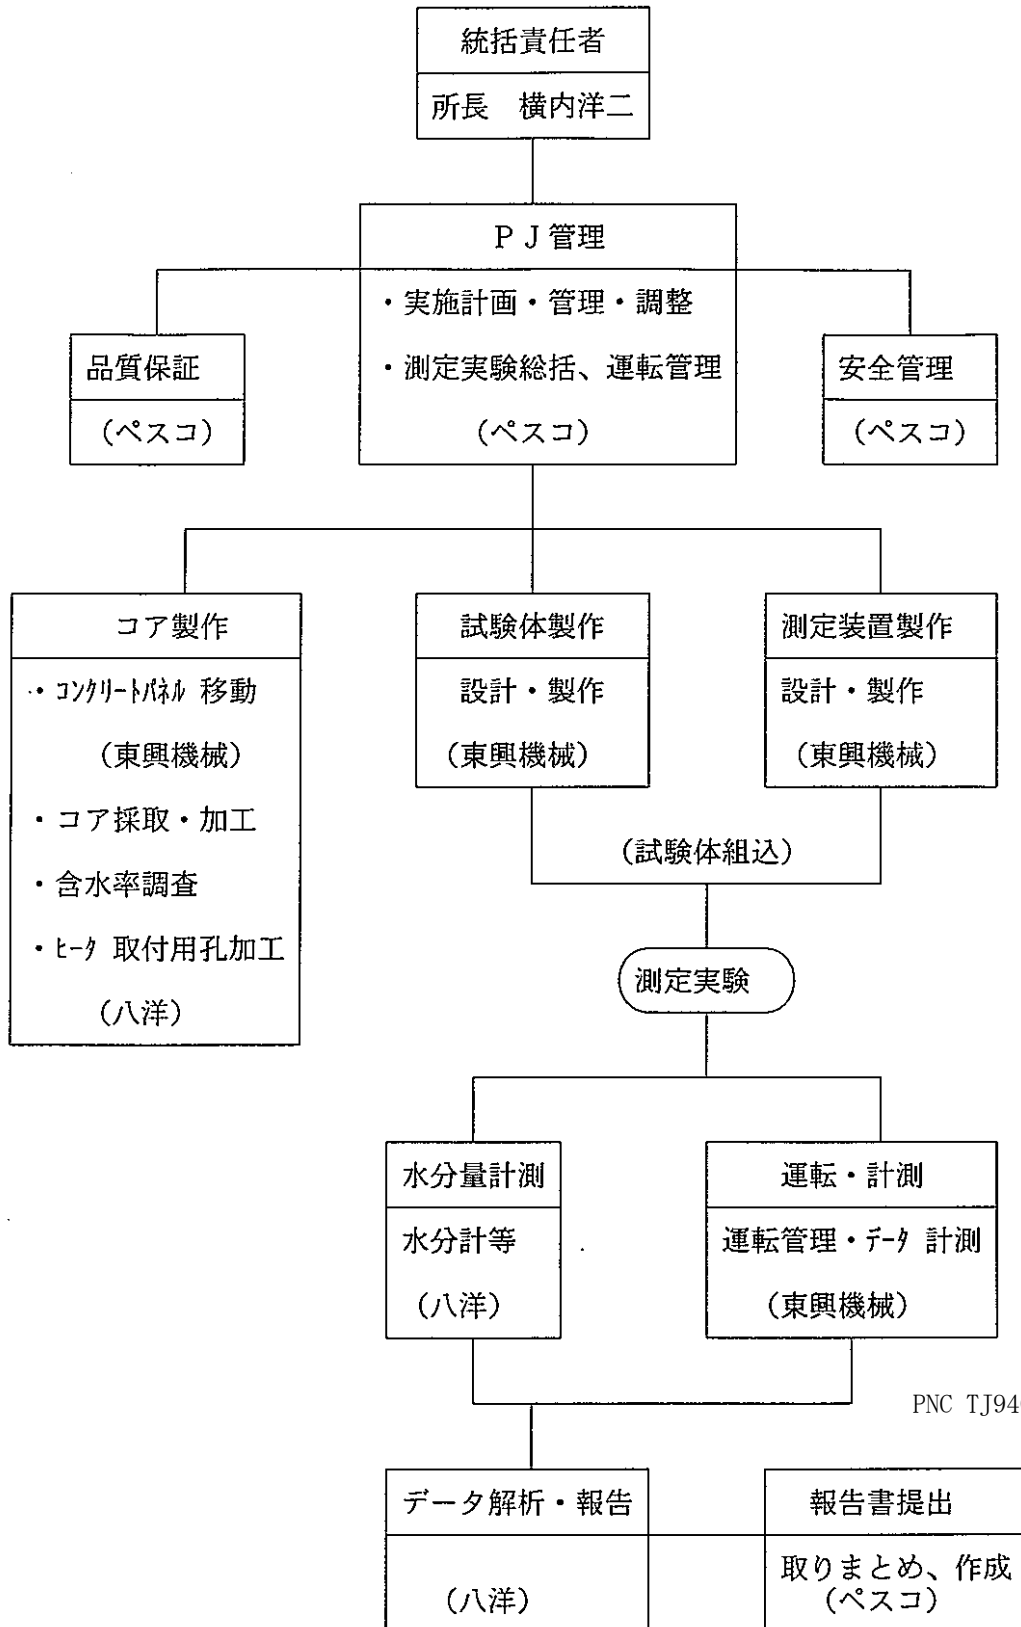 統括責任者
所長　横内洋二
ＰＪ管理
・実施計画・管理・調整
・測定実験総括、運転管理
（ペスコ）
品質保証
（ペスコ）
安全管理
（ペスコ）
コア製作
・ｺﾝｸﾘｰﾄﾊﾟﾈﾙ 移動
（東興機械）
・コア採取・加工
・含水率調査
・ﾋｰﾀ 取付用孔加工
（八洋）
試験体製作
設計・製作
（東興機械）
測定装置製作
設計・製作
（東興機械）
（試験体組込）
測定実験
水分量計測
水分計等
（八洋）
運転・計測
運転管理・ﾃﾞｰﾀ 計測
（東興機械）
PNC TJ94
データ解析・報告
（八洋）
報告書提出
取りまとめ、作成
（ペスコ）